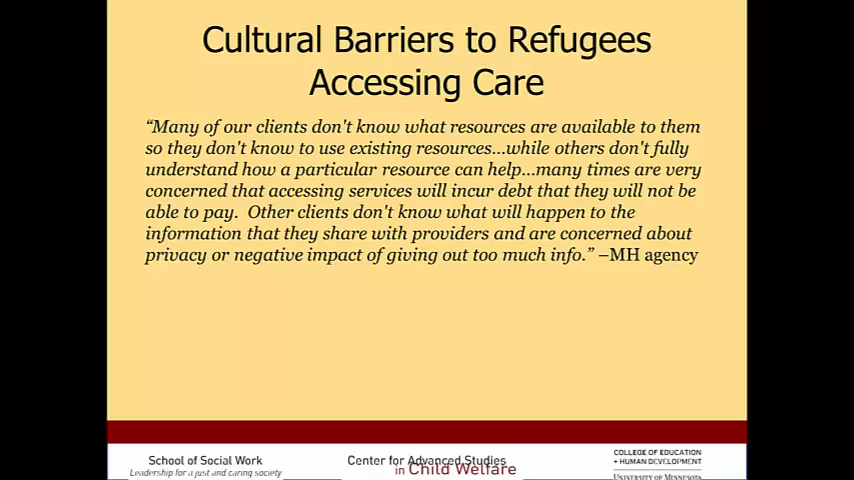 Cultural Barriers to Refugees
Accessing Care
“Many of our clients don't know what resources are available to them
so they don't know to use existing resources...while others don't fully
understand how a particular resource can help...many times are very
concerned that accessing services will incur debt that they will not be
able to pay.  Other clients don't know what will happen to the
information that they share with providers and are concerned about
privacy or negative impact of giving out too much info.” –MH agency
School of Social Work
Leadership for a just and caring society
Center for Advanced Studies
in Child Welfare
COLLEGE OF EDUCATION
+ HUMAN DEVELOPMENT
UNIVERSITY OF MINNESOTA